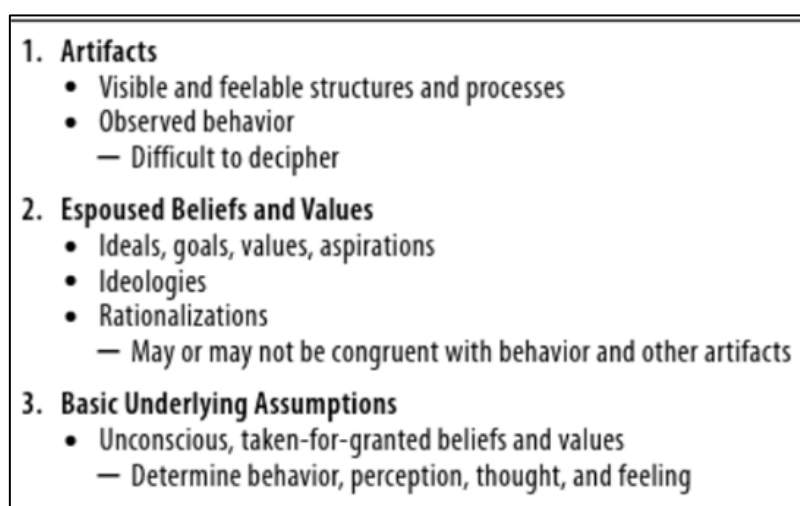 1. Artifacts
• Visible and feelable structures and processes
• Observed behavior
— Difficult to decipher
2. Espoused Beliefs and Values
• Ideals, goals, values, aspirations
• Ideologies
• Rationalizations
— May or may not be congruent with behavior and other artifacts
3. Basic Underlying Assumptions
• Unconscious, taken-for-granted beliefs and values
— Determine behavior, perception, thought, and feeling